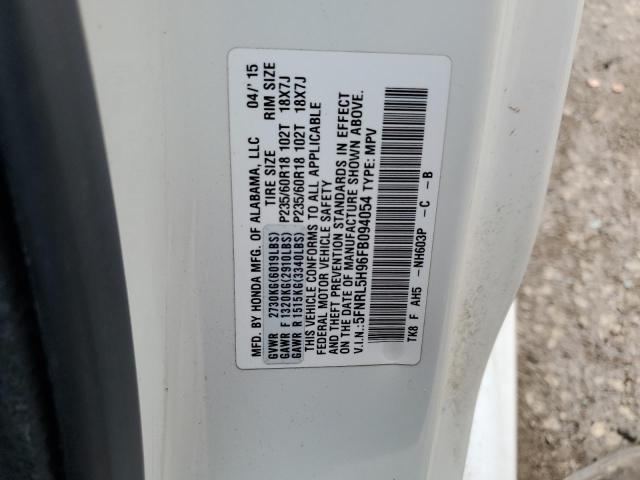 MFD. BY HONDA MFG. OF ALABAMA, LLC 04/'15
TIRE SIZE RIM SIZE
GVWR 2730KG(6019LBS)
GAWR F 1320KG(2910LBS) P235/60R18 102T 18X7J
GAWR R 1515KG(3340LBS) P235/60R18 102T 18X7J
THIS VEHICLE CONFORMS TO ALL APPLICABLE
FEDERAL MOTOR VEHICLE SAFETY
AND THEFT PREVENTION STANDARDS IN EFFECT
ON THE DATE OF MANUFACTURE SHOWN ABOVE.
V.I.N.:5FNRL5H96FB094054 TYPE: MPV
TK8 F AH5 -NH603P -C -B